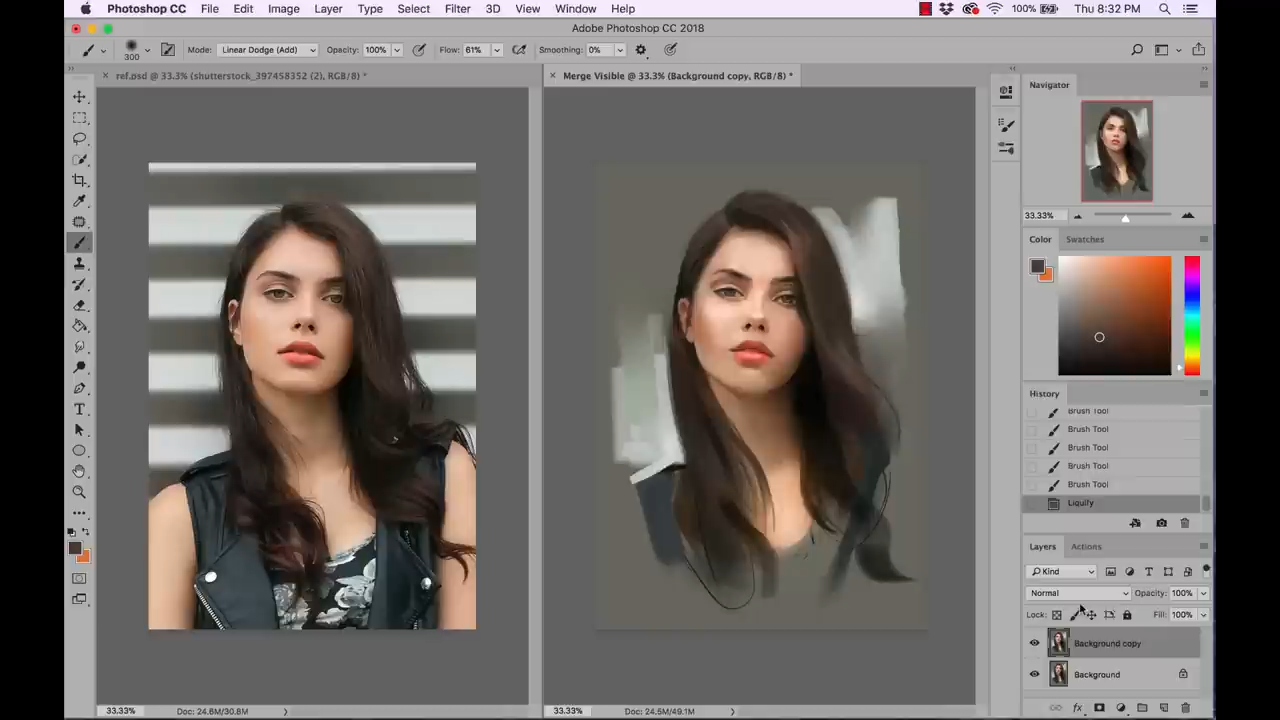 Photoshop CC File Edit Image Layer Type Select Filter 3D View Window Help 100% Thu 8:32 PM
Adobe Photoshop CC 2018
300 Mode: Linear Dodge (Add) Opacity: 100% Flow: 61% Smoothing: 0%
ref.psd @ 33.3% (shutterstock_397458352 (2), RGB/8) *
Merge Visible @ 33.3% (Background copy, RGB/8) *
Navigator
33.33%
Color Swatches
History
Brush Tool
Brush Tool
Brush Tool
Brush Tool
Brush Tool
Liquify
Layers Actions
Kind
Normal Opacity: 100%
Lock: Fill: 100%
Background copy
Background
33.33% Doc: 24.6M/30.8M
33.33% Doc: 24.5M/49.1M